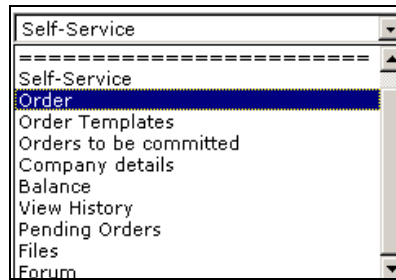 Self-Service
========================
Self-Service
Order
Order Templates
Orders to be committed
Company details
Balance
View History
Pending Orders
Files
Forum